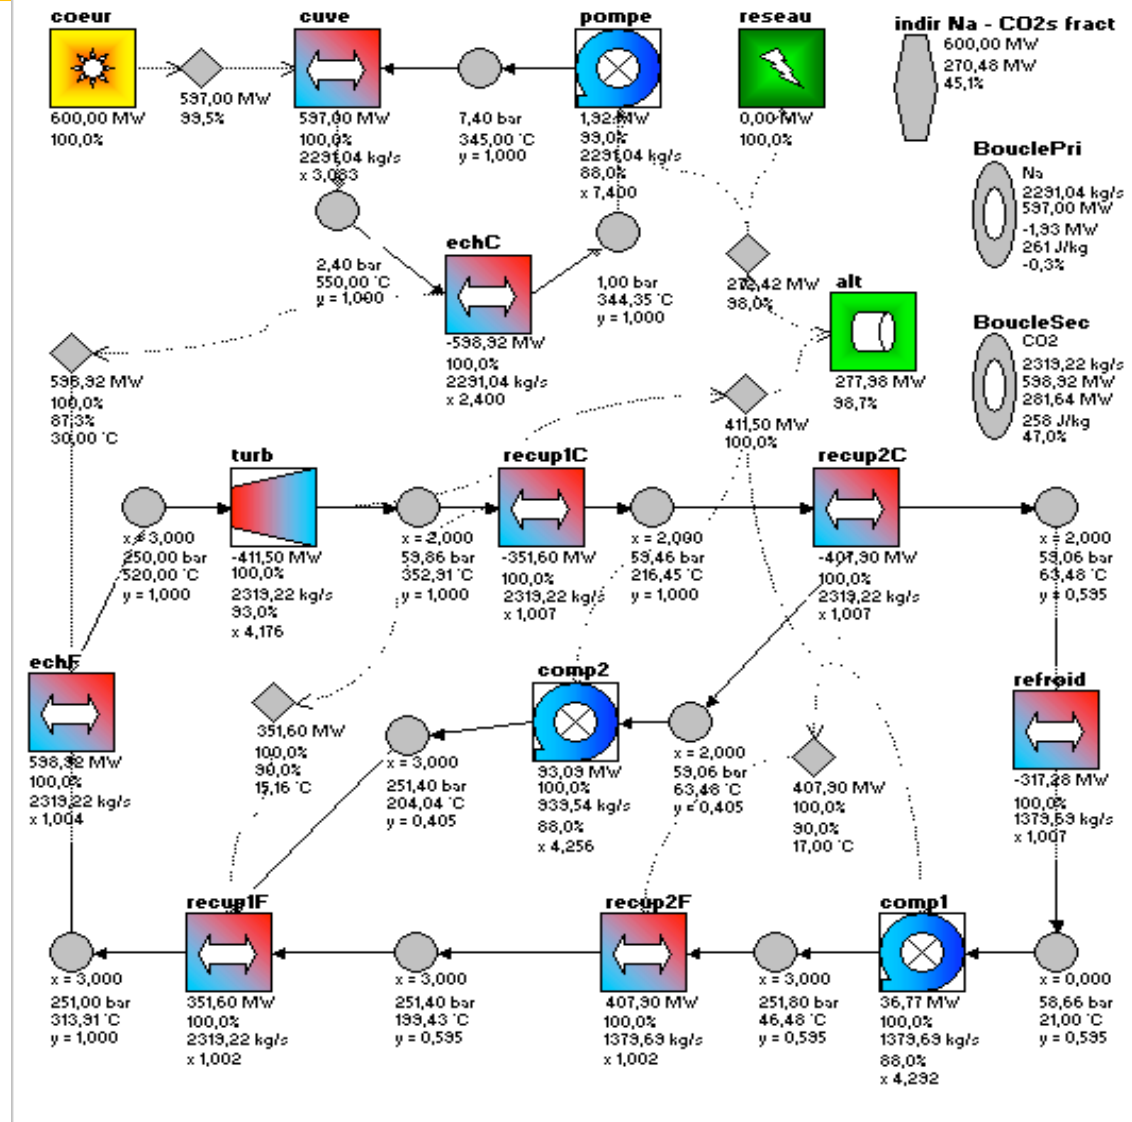 coeur
600,00 MW
100,0%
597,00 MW
99,5%
cuve
597,00 MW
100,0%
2291,04 kg/s
x 3,083
7,40 bar
345,00 °C
y = 1,000
pompe
1,92 MW
99,0%
2291,04 kg/s
88,0%
x 7,400
reseau
0,00 MW
100,0%
indir Na - CO2s fract
600,00 MW
270,48 MW
45,1%
BouclePri
Na
2291,04 kg/s
597,00 MW
-1,93 MW
261 J/kg
-0,3%
2,40 bar
550,00 °C
y = 1,000
echC
-598,92 MW
100,0%
2291,04 kg/s
x 2,400
1,00 bar
344,35 °C
y = 1,000
272,42 MW
98,0%
alt
277,98 MW
98,7%
BoucleSec
CO2
2319,22 kg/s
598,92 MW
281,64 MW
258 J/kg
47,0%
598,92 MW
100,0%
87,3%
30,00 °C
411,50 MW
100,0%
turb
-411,50 MW
100,0%
2319,22 kg/s
93,0%
x 4,176
x = 3,000
250,00 bar
520,00 °C
y = 1,000
x = 2,000
59,86 bar
352,91 °C
y = 1,000
recup1C
-351,60 MW
100,0%
2319,22 kg/s
x 1,007
x = 2,000
59,46 bar
216,45 °C
y = 1,000
recup2C
-407,90 MW
100,0%
2319,22 kg/s
x 1,007
x = 2,000
59,06 bar
63,48 °C
y = 0,595
echF
598,92 MW
100,0%
2319,22 kg/s
x 1,004
351,60 MW
100,0%
90,0%
15,16 °C
x = 3,000
251,40 bar
204,04 °C
y = 0,405
comp2
93,09 MW
100,0%
939,54 kg/s
88,0%
x 4,256
x = 2,000
59,06 bar
63,48 °C
y = 0,405
407,90 MW
100,0%
90,0%
17,00 °C
refroid
-317,28 MW
100,0%
1379,69 kg/s
x 1,007
x = 3,000
251,00 bar
313,91 °C
y = 1,000
recup1F
351,60 MW
100,0%
2319,22 kg/s
x 1,002
x = 3,000
251,40 bar
199,43 °C
y = 0,595
recup2F
407,90 MW
100,0%
1379,69 kg/s
x 1,002
x = 3,000
251,80 bar
46,48 °C
y = 0,595
comp1
36,77 MW
100,0%
1379,69 kg/s
88,0%
x 4,292
x = 0,000
58,66 bar
21,00 °C
y = 0,595